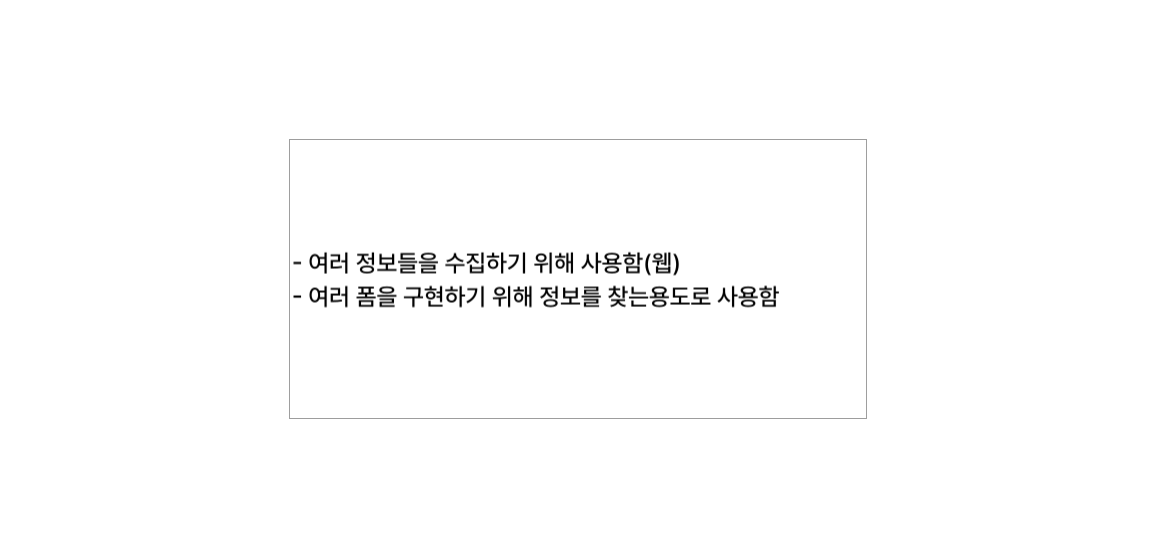 - 여러 정보들을 수집하기 위해 사용함(웹)
- 여러 폼을 구현하기 위해 정보를 찾는용도로 사용함